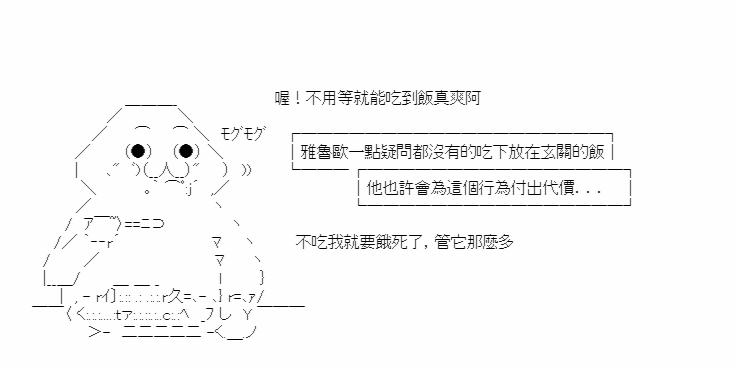 喔！不用等就能吃到飯真爽阿
ﾓｸﾞﾓｸﾞ
雅魯歐一點疑問都沒有的吃下放在玄關的飯
他也許會為這個行為付出代價...
不吃我就要餓死了,管它那麼多